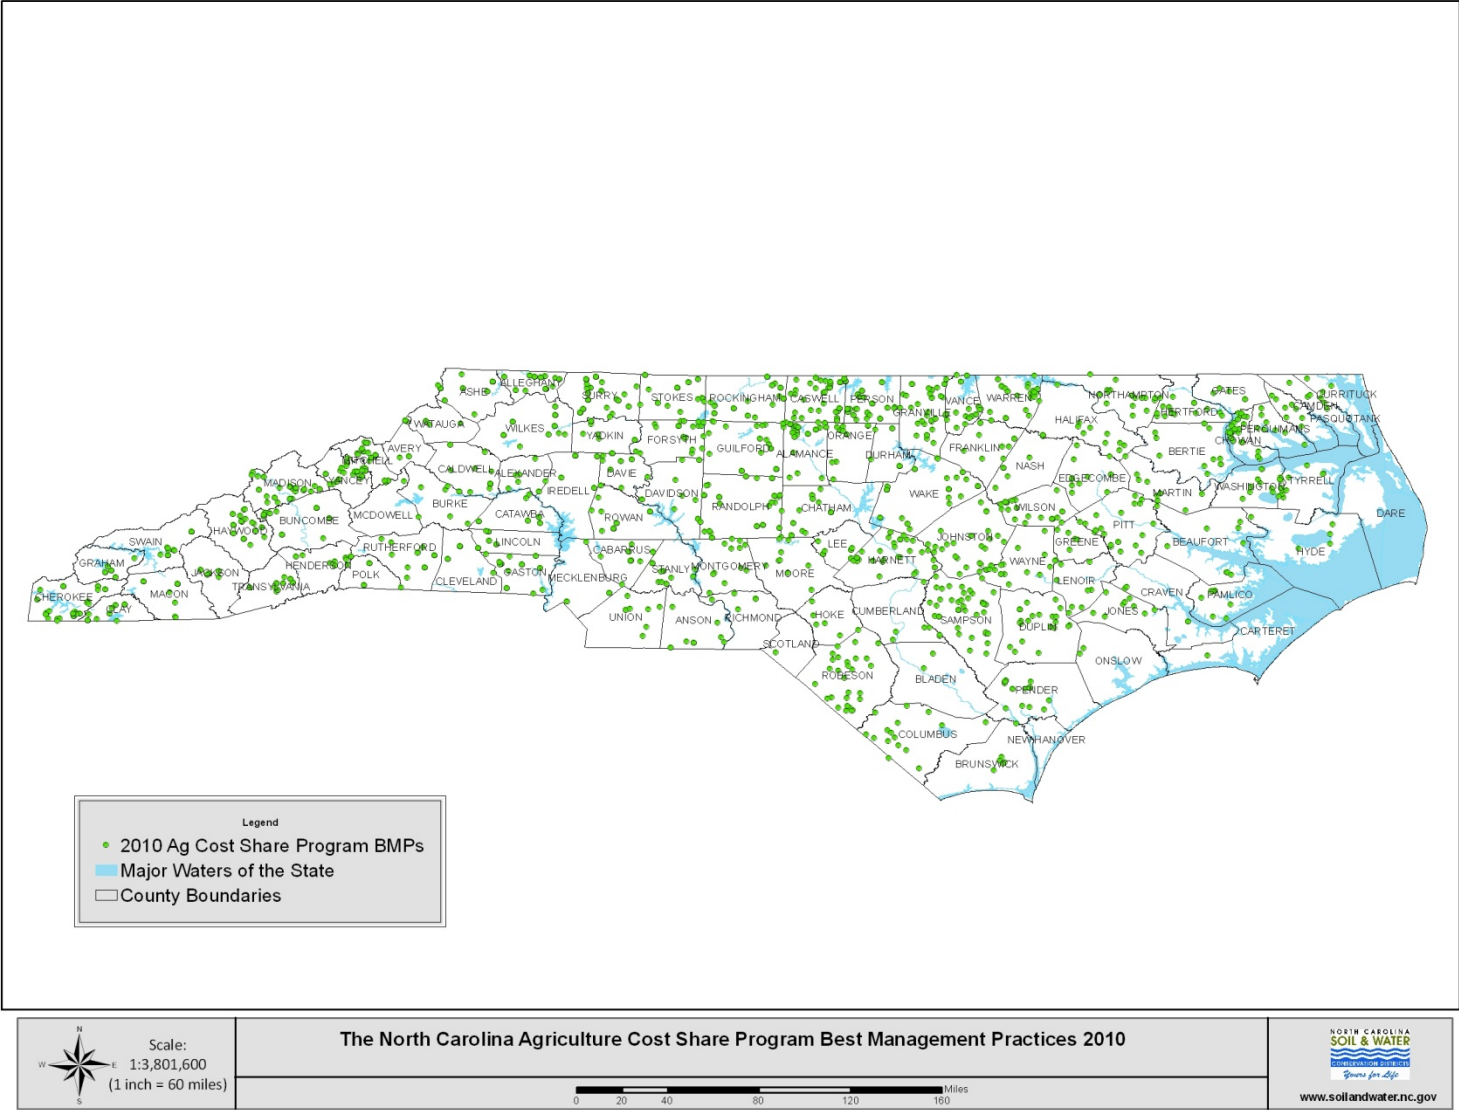 ALLEGHANY
ASHE
SURRY
STOKES
ROCKINGHAM
CASWELL
PERSON
GRANVILLE
VANCE
WARREN
NORTHAMPTON
GATES
CURRITUCK
CAMDEN
PASQUOTANK
HERTFORD
PERQUIMANS
CHOWAN
HALIFAX
WATAUGA
WILKES
YADKIN
FORSYTH
GUILFORD
ALAMANCE
ORANGE
DURHAM
FRANKLIN
BERTIE
AVERY
MITCHELL
YANCEY
MADISON
CALDWELL
ALEXANDER
DAVIE
IREDELL
DAVIDSON
RANDOLPH
CHATHAM
WAKE
NASH
EDGECOMBE
MARTIN
WASHINGTON
TYRRELL
DARE
BURKE
MCDOWELL
BUNCOMBE
HAYWOOD
CATAWBA
ROWAN
WILSON
PITT
BEAUFORT
HYDE
SWAIN
GRAHAM
RUTHERFORD
LINCOLN
CABARRUS
LEE
HARNETT
JOHNSTON
GREENE
WAYNE
JACKSON
HENDERSON
POLK
TRANSYLVANIA
CLEVELAND
GASTON
MECKLENBURG
STANLY
MONTGOMERY
MOORE
LENOIR
CRAVEN
PAMLICO
CHEROKEE
CLAY
MACON
UNION
ANSON
RICHMOND
HOKE
CUMBERLAND
SAMPSON
DUPLIN
JONES
CARTERET
SCOTLAND
ROBESON
BLADEN
PENDER
ONSLOW
COLUMBUS
NEW HANOVER
BRUNSWICK
Legend
2010 Ag Cost Share Program BMPs
Major Waters of the State
County Boundaries
N
W
E
S
Scale:
1:3,801,600
(1 inch = 60 miles)
The North Carolina Agriculture Cost Share Program Best Management Practices 2010
Miles
0 20 40 80 120 160
NORTH CAROLINA
SOIL & WATER
CONSERVATION DISTRICTS
Yours for Life
www.soilandwater.nc.gov